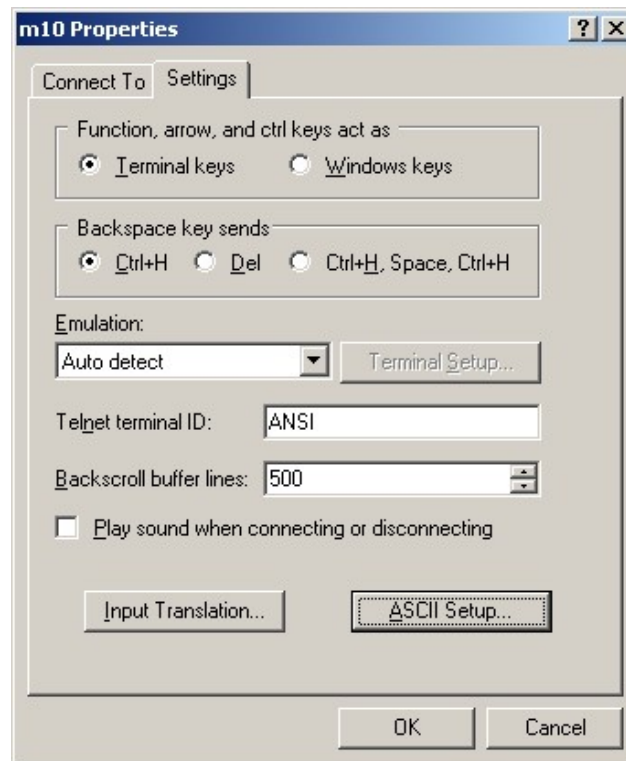 m10 Properties
Connect To Settings
Function, arrow, and ctrl keys act as
Terminal keys Windows keys
Backspace key sends
Ctrl+H Del Ctrl+H, Space, Ctrl+H
Emulation:
Auto detect Terminal Setup...
Telnet terminal ID: ANSI
Backscroll buffer lines: 500
Play sound when connecting or disconnecting
Input Translation... ASCII Setup...
OK Cancel